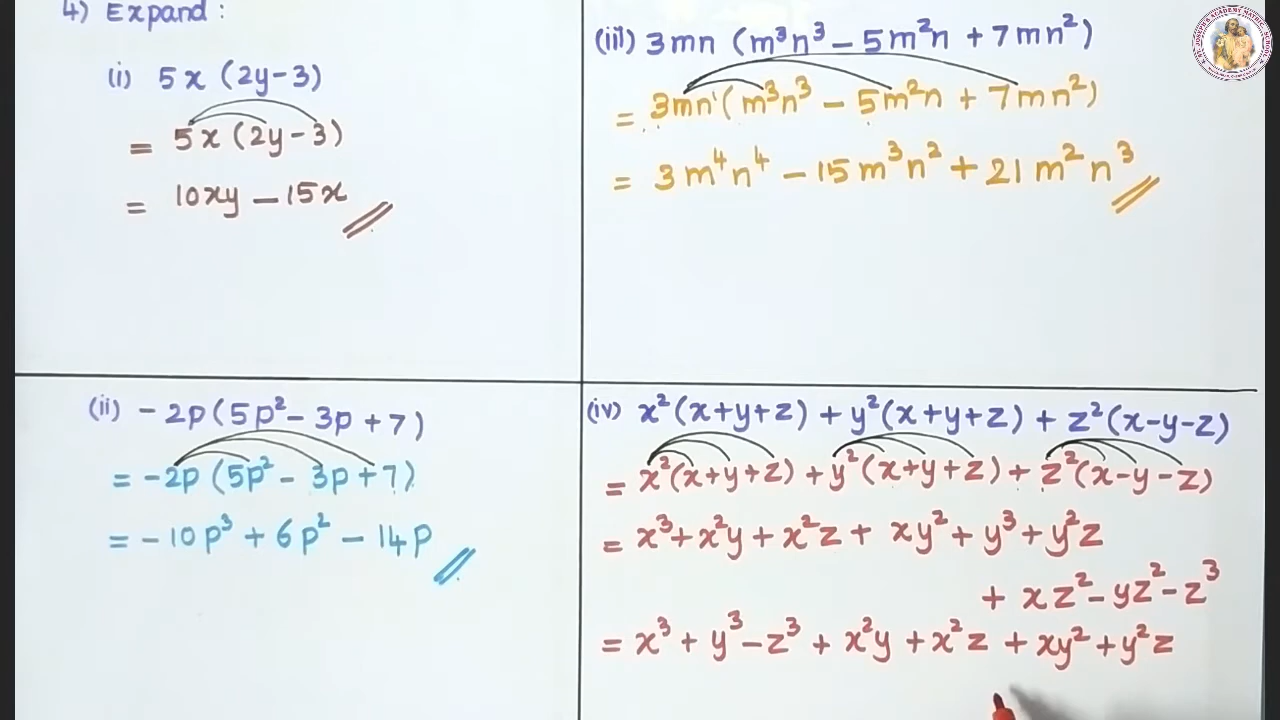 4) Expand :
(i) 5x (2y-3)
= 5x (2y-3)
= 10xy - 15x
(ii) -2p (5p² - 3p + 7)
= -2p (5p² - 3p + 7)
= -10p³ + 6p² - 14p
(iii) 3mn (m³n³ - 5m²n + 7mn²)
= 3mn (m³n³ - 5m²n + 7mn²)
= 3m⁴n⁴ - 15m³n² + 21m²n³
(iv) x²(x+y+z) + y²(x+y+z) + z²(x-y-z)
= x²(x+y+z) + y²(x+y+z) + z²(x-y-z)
= x³+x²y+x²z+ xy²+y³+y²z
+ xz²-yz²-z³
= x³ + y³ - z³ + x²y + x²z + xy² + y²z